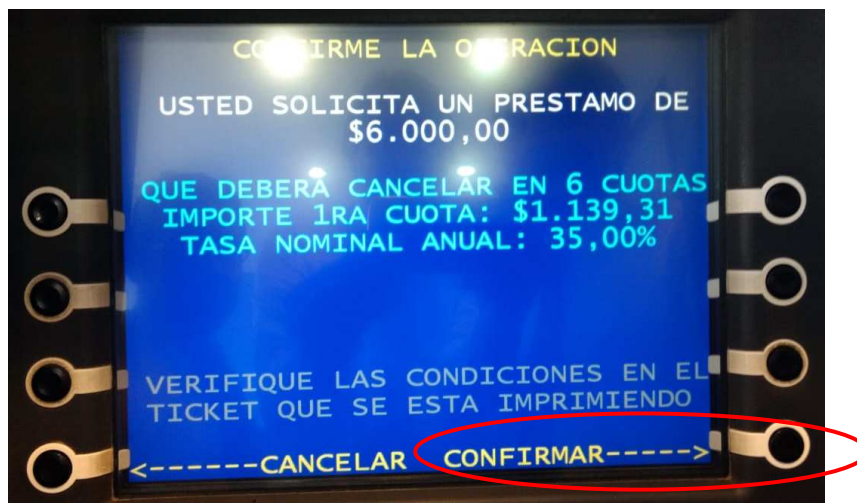 CONFIRME LA OPERACION
USTED SOLICITA UN PRESTAMO DE
$6.000,00
QUE DEBERA CANCELAR EN 6 CUOTAS
IMPORTE 1RA CUOTA: $1.139,31
TASA NOMINAL ANUAL: 35,00%
VERIFIQUE LAS CONDICIONES EN EL
TICKET QUE SE ESTA IMPRIMIENDO
<------CANCELAR CONFIRMAR----->